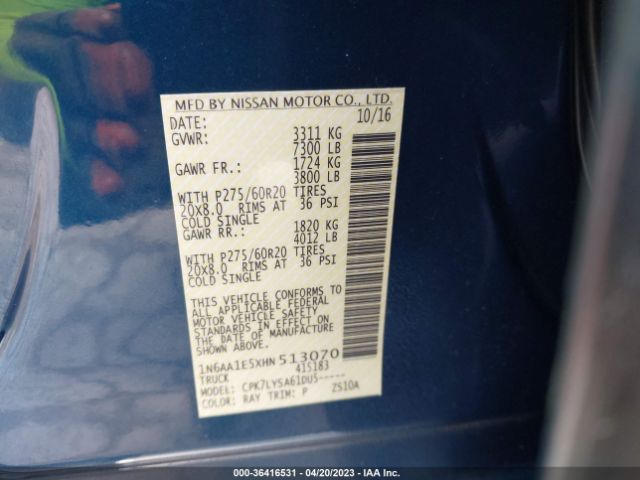 MFD BY NISSAN MOTOR CO., LTD.
DATE: 10/16
GVWR: 3311 KG
7300 LB
GAWR FR.: 1724 KG
3800 LB
WITH P275/60R20 TIRES
20X8.0 RIMS AT 36 PSI
COLD SINGLE
GAWR RR.: 1820 KG
4012 LB
WITH P275/60R20 TIRES
20X8.0 RIMS AT 36 PSI
COLD SINGLE
THIS VEHICLE CONFORMS TO
ALL APPLICABLE FEDERAL
MOTOR VEHICLE SAFETY
STANDARDS IN EFFECT ON
THE DATE OF MANUFACTURE
SHOWN ABOVE.
1N6AA1E5XHN513070
TRUCK 415183
MODEL: CPK7LYSA61DUS-----
COLOR: RAY TRIM: P ZS10A
000-36416531 - 04/20/2023 - IAA Inc.